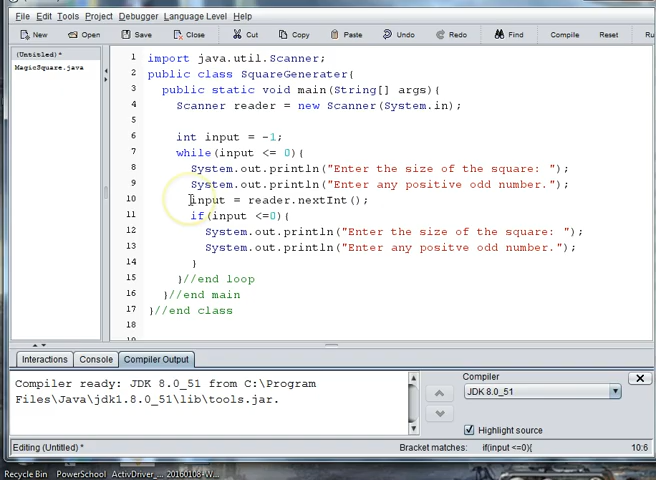 File Edit Tools Project Debugger Language Level Help
New Open Save Close Cut Copy Paste Undo Redo Find Compile Reset Ru
(Untitled) *
MagicSquare.java
1 import java.util.Scanner;
2 public class SquareGenerater{
3 public static void main(String[] args){
4 Scanner reader = new Scanner(System.in);
5
6 int input = -1;
7 while(input <= 0){
8 System.out.println("Enter the size of the square: ");
9 System.out.println("Enter any positive odd number.");
10 input = reader.nextInt();
11 if(input <=0){
12 System.out.println("Enter the size of the square: ");
13 System.out.println("Enter any positve odd number.");
14 }
15 }//end loop
16 }//end main
17 }//end class
18
Interactions Console Compiler Output
Compiler ready: JDK 8.0_51 from C:\Program
Files\Java\jdk1.8.0_51\lib\tools.jar.
Compiler
JDK 8.0_51
Highlight source
Editing (Untitled) * Bracket matches: if(input <=0){ 10:6
Recycle Bin PowerSchool ActivDriver_... 20160108-W...